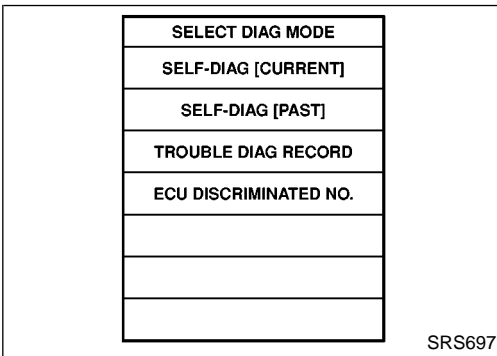 SELECT DIAG MODE
SELF-DIAG [CURRENT]
SELF-DIAG [PAST]
TROUBLE DIAG RECORD
ECU DISCRIMINATED NO.
SRS697